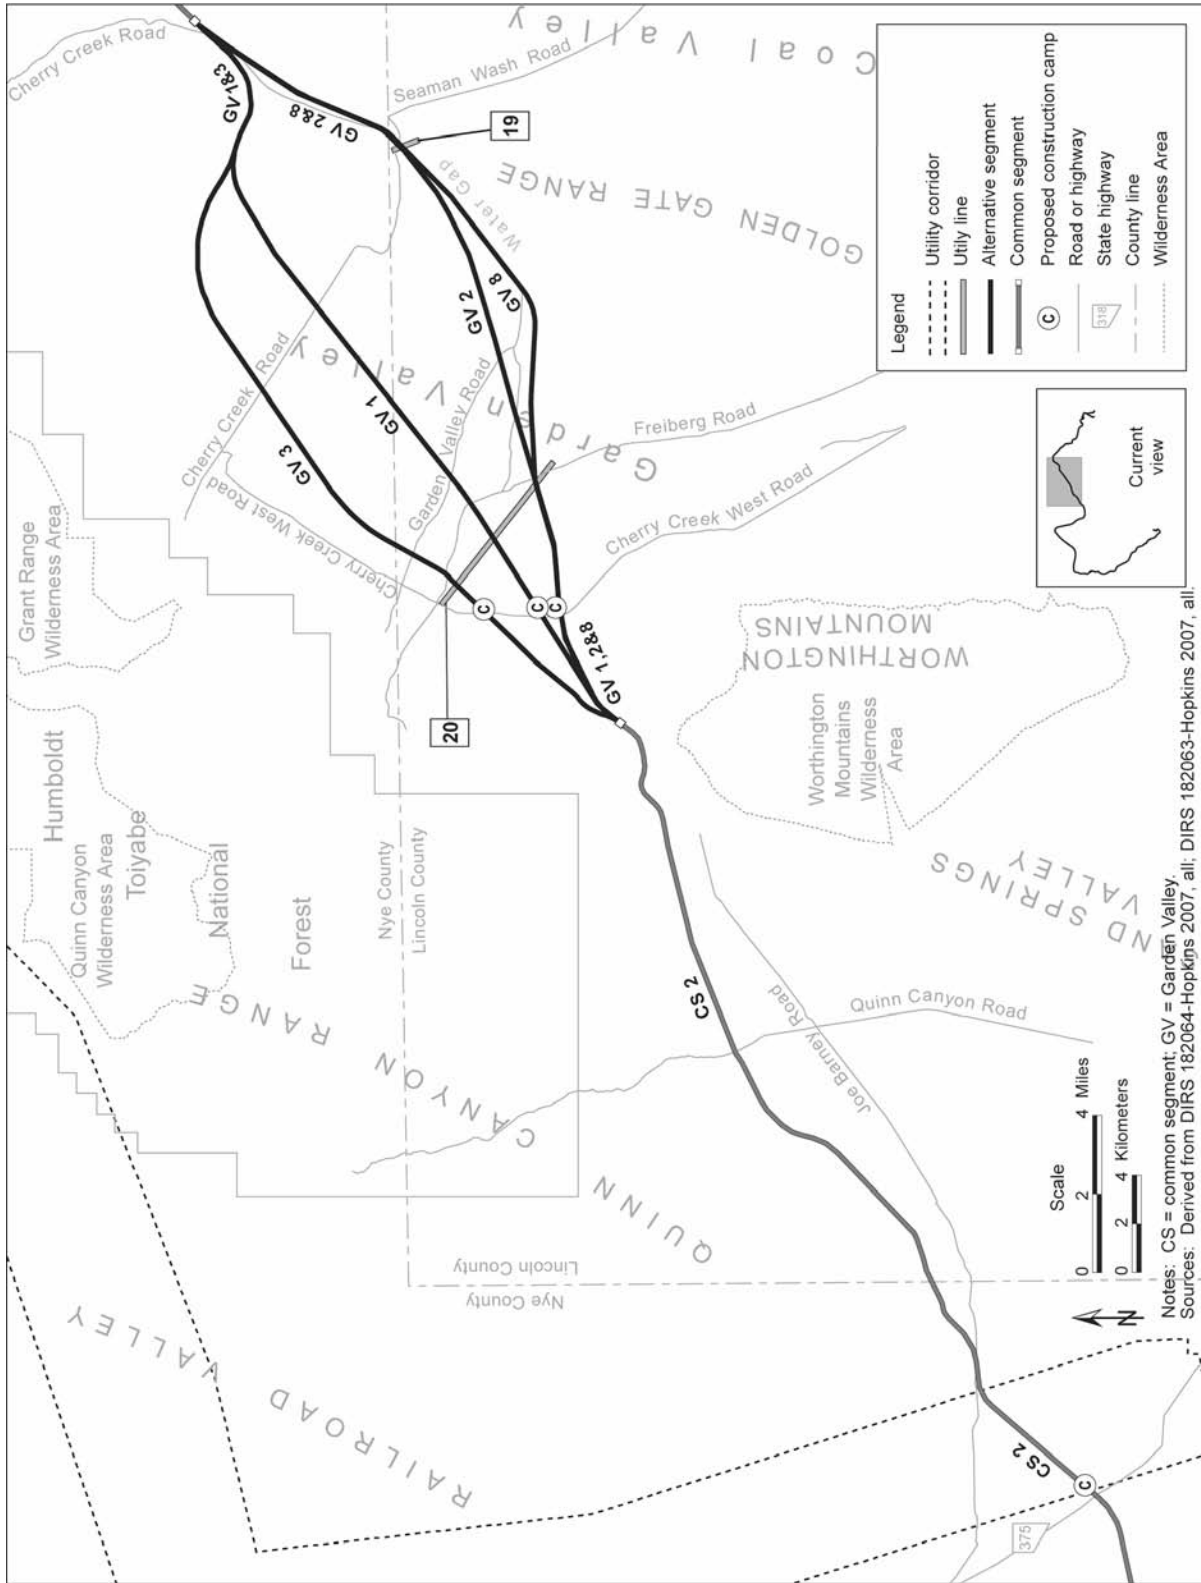 Cherry Creek Road
GV 1&3
GV 2&8
Seaman Wash Road
Coal Valley
19
Water Gap
GOLDEN GATE RANGE
Grant Range
Wilderness Area
Cherry Creek Road
GV 3
GV 1
GV 2
GV 8
Garden Valley
Garden Valley Road
Cherry Creek West Road
Freiberg Road
Cherry Creek West Road
C
C
C
20
GV 1,2&8
Humboldt
Toiyabe
National
Forest
Quinn Canyon
Wilderness Area
Nye County
Lincoln County
WORTHINGTON
MOUNTAINS
Worthington
Mountains
Wilderness
Area
ND SPRINGS
VALLEY
QUINN CANYON RANGE
CS 2
Quinn Canyon Road
Joe Barney Road
Nye County
Lincoln County
RAILROAD VALLEY
CS 2
C
375
Legend
Utility corridor
Utily line
Alternative segment
Common segment
C Proposed construction camp
Road or highway
318 State highway
County line
Wilderness Area
Current
view
Scale
0 2 4 Miles
0 2 4 Kilometers
N
Notes: CS = common segment; GV = Garden Valley.
Sources: Derived from DIRS 182064-Hopkins 2007, all; DIRS 182063-Hopkins 2007, all.